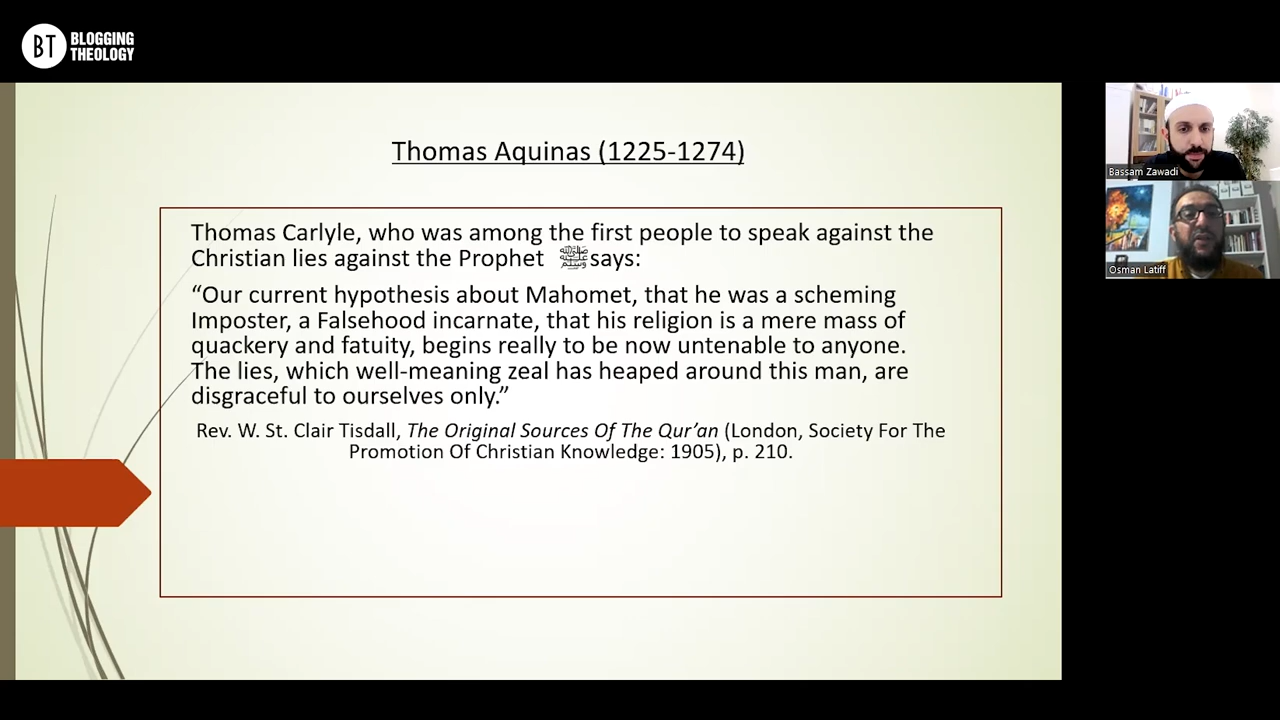 BT BLOGGING
THEOLOGY
Thomas Aquinas (1225-1274)
Thomas Carlyle, who was among the first people to speak against the
Christian lies against the Prophet ﷺ says:
“Our current hypothesis about Mahomet, that he was a scheming
Imposter, a Falsehood incarnate, that his religion is a mere mass of
quackery and fatuity, begins really to be now untenable to anyone.
The lies, which well-meaning zeal has heaped around this man, are
disgraceful to ourselves only.”
Rev. W. St. Clair Tisdall, The Original Sources Of The Qur’an (London, Society For The
Promotion Of Christian Knowledge: 1905), p. 210.
Bassam Zawadi
Osman Latiff